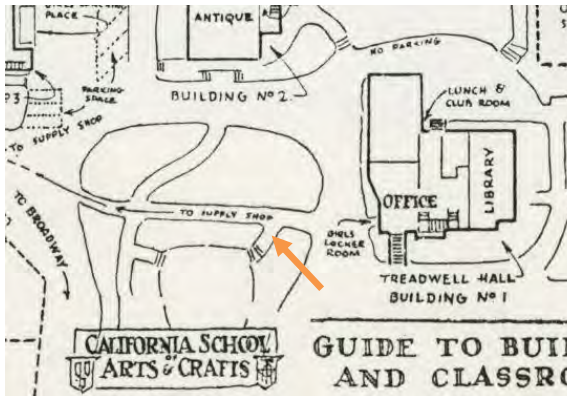 PLACE
ANTIQUE
PARKING
SPACE
BUILDING Nº 2
NO PARKING
LUNCH &
CLUB ROOM
P3
TO SUPPLY SHOP
TO SUPPLY SHOP
TO BROADWAY
OFFICE
LIBRARY
GIRLS
LOCKER
ROOM
TREADWELL HALL
BUILDING Nº 1
CALIFORNIA SCHOOL
OF
ARTS & CRAFTS
GUIDE TO BUI
AND CLASSRO